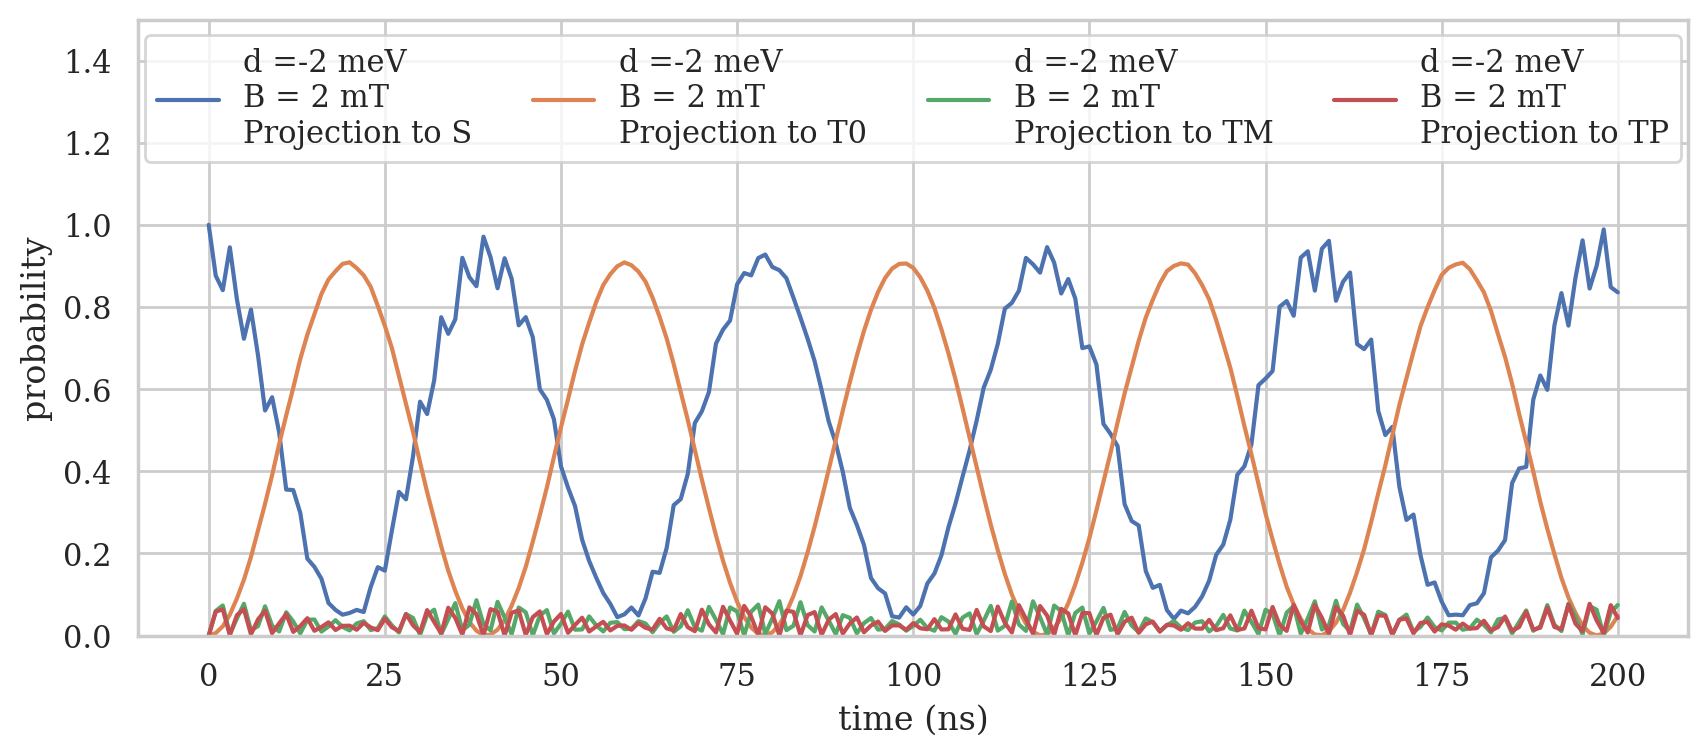 d =-2 meV
B = 2 mT
Projection to S
d =-2 meV
B = 2 mT
Projection to T0
d =-2 meV
B = 2 mT
Projection to TM
d =-2 meV
B = 2 mT
Projection to TP
1.4
1.2
1.0
0.8
0.6
0.4
0.2
0.0
probability
0 25 50 75 100 125 150 175 200
time (ns)